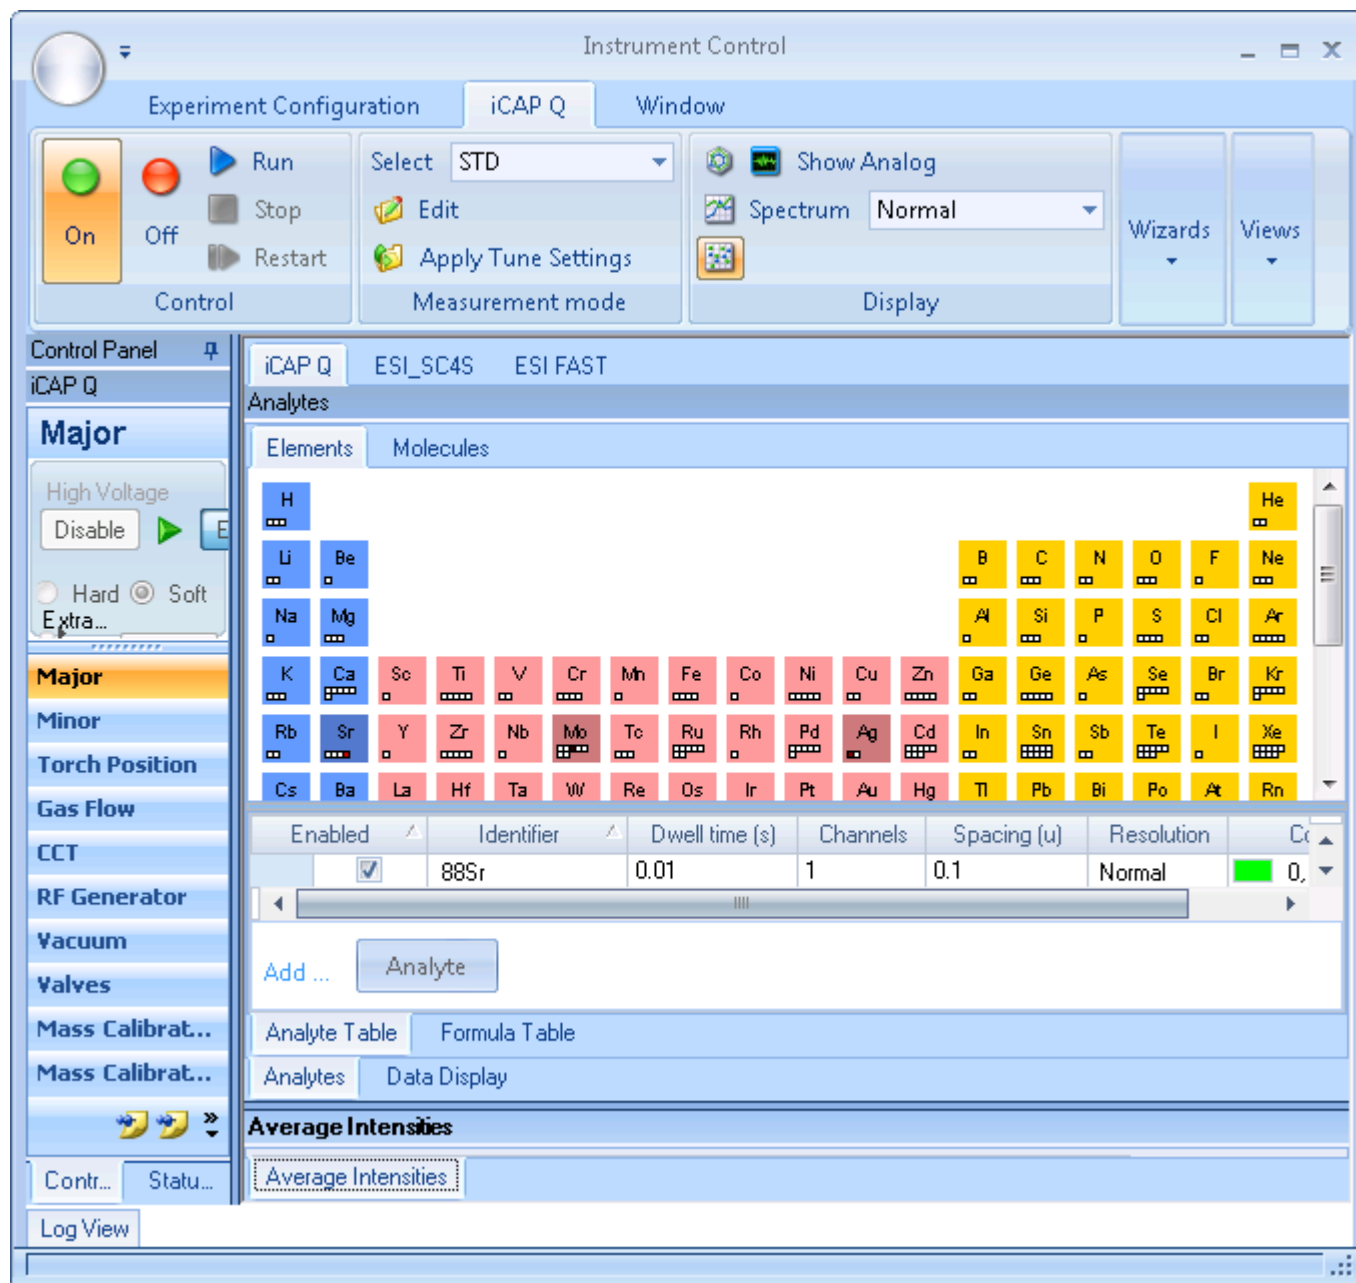 Instrument Control
Experiment Configuration iCAP Q Window
On Off Run Stop Restart
Control
Select STD
Edit
Apply Tune Settings
Measurement mode
Show Analog
Spectrum Normal
Display
Wizards Views
Control Panel
iCAP Q
Major
High Voltage
Disable E
Hard Soft
Extra...
Major
Minor
Torch Position
Gas Flow
CCT
RF Generator
Vacuum
Valves
Mass Calibrat...
Mass Calibrat...
Contr... Statu...
iCAP Q ESI_SC4S ESI FAST
Analytes
Elements Molecules
H He
Li Be B C N O F Ne
Na Mg Al Si P S Cl Ar
K Ca Sc Ti V Cr Mn Fe Co Ni Cu Zn Ga Ge As Se Br Kr
Rb Sr Y Zr Nb Mo Tc Ru Rh Pd Ag Cd In Sn Sb Te I Xe
Cs Ba La Hf Ta W Re Os Ir Pt Au Hg Tl Pb Bi Po At Rn
Enabled Identifier Dwell time (s) Channels Spacing (u) Resolution
88Sr 0.01 1 0.1 Normal 0,
Add ... Analyte
Analyte Table Formula Table
Analytes Data Display
Average Intensities
Average Intensities
Log View